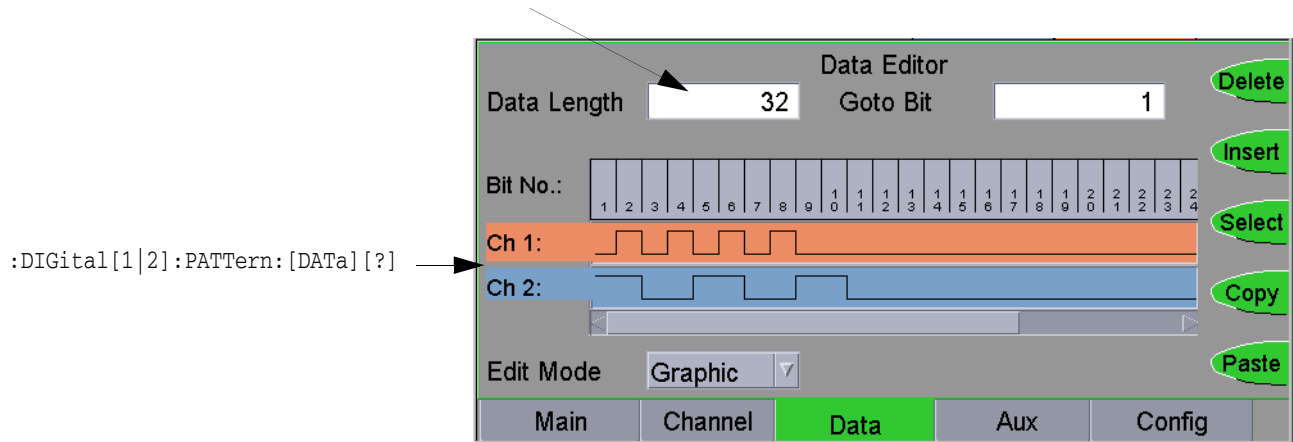 Data Editor
Data Length 32 Goto Bit 1
Bit No.: 1 2 3 4 5 6 7 8 9 10 11 12 13 14 15 16 17 18 19 20 21 22 23 24
Ch 1:
:DIGital[1|2]:PATTern:[DATa][?]
Ch 2:
Edit Mode Graphic
Main Channel Data Aux Config
Delete
Insert
Select
Copy
Paste